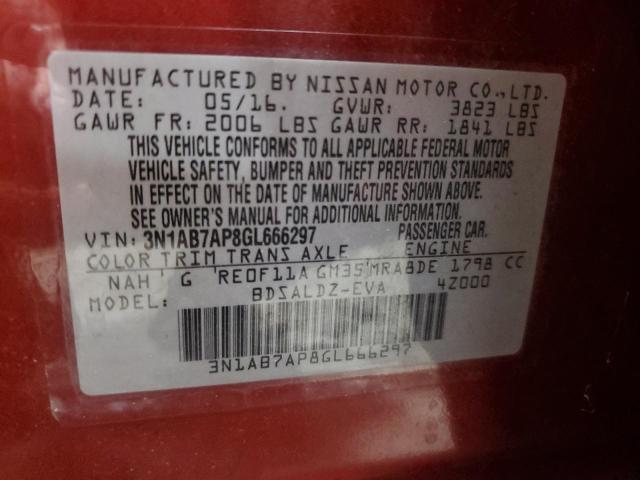 MANUFACTURED BY NISSAN MOTOR CO., LTD.
DATE: 05/16. GVWR: 3823 LBS
GAWR FR: 2006 LBS GAWR RR: 1841 LBS
THIS VEHICLE CONFORMS TO ALL APPLICABLE FEDERAL MOTOR
VEHICLE SAFETY, BUMPER AND THEFT PREVENTION STANDARDS
IN EFFECT ON THE DATE OF MANUFACTURE SHOWN ABOVE.
SEE OWNER'S MANUAL FOR ADDITIONAL INFORMATION.
VIN: 3N1AB7AP8GL666297 PASSENGER CAR.
COLOR TRIM TRANS AXLE ENGINE
NAH G RE0F11A GM35 MRA8DE 1798 CC
MODEL: BDSALDZ-EVA 4Z000
3N1AB7AP8GL666297